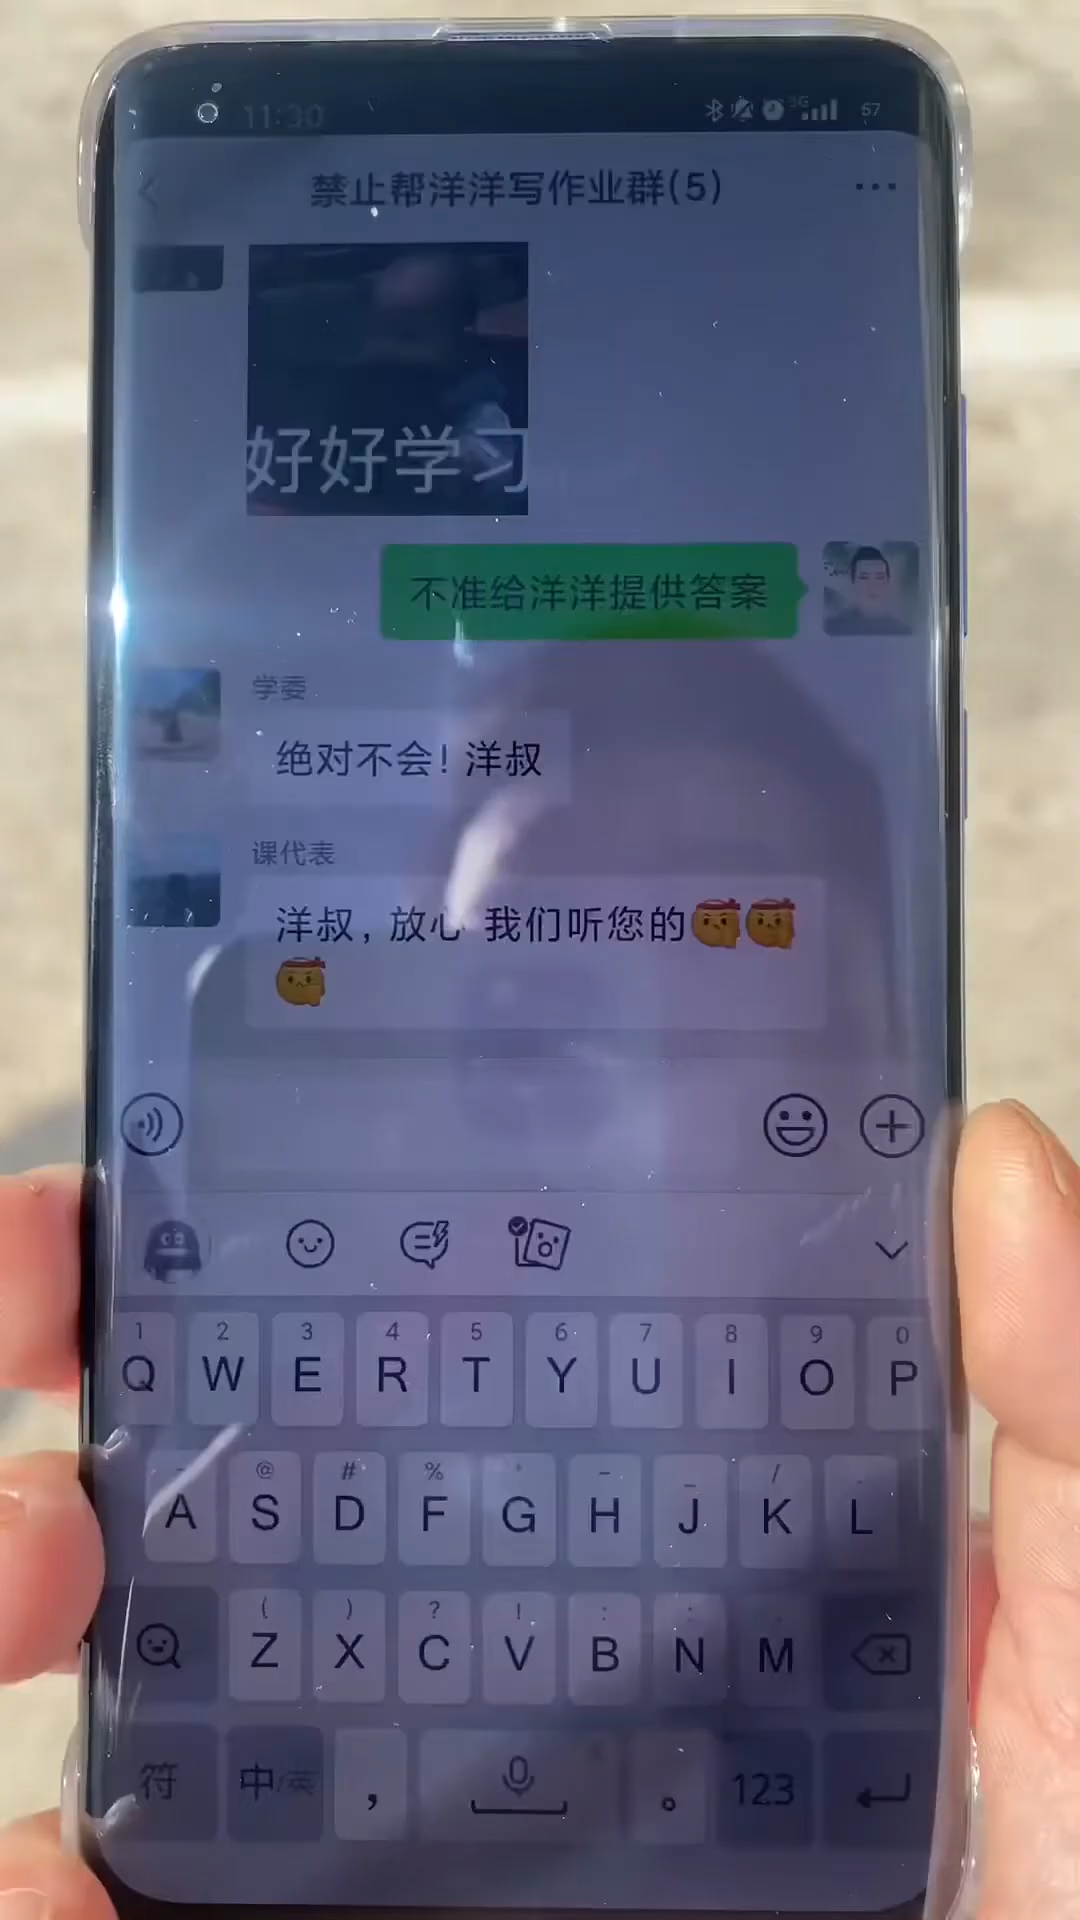 11:30
5G
67
禁止帮洋洋写作业群(5)
好好学习
不准给洋洋提供答案
学委
绝对不会！洋叔
课代表
洋叔，放心 我们听您的
1 2 3 4 5 6 7 8 9 0
Q W E R T Y U I O P
@ # %
A S D F G H J K L
( ) ? ! :
Z X C V B N M
符 中/英 ， 。 123